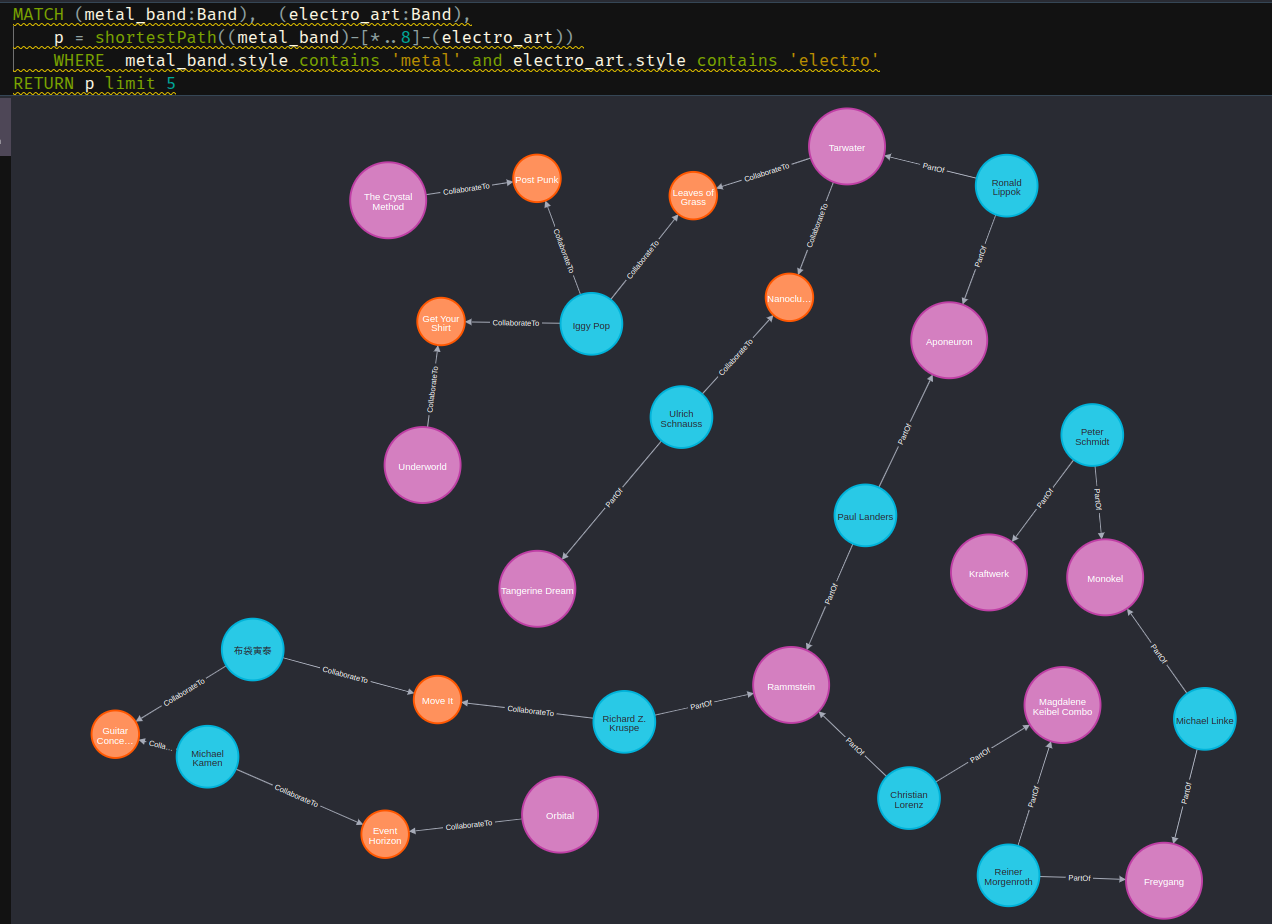 MATCH (metal_band:Band),  (electro_art:Band),
p = shortestPath((metal_band)-[*..8]-(electro_art))
WHERE  metal_band.style contains 'metal' and electro_art.style contains 'electro'
RETURN p limit 5
Tarwater
CollaborateTo
PartOf
Ronald
Lippok
The Crystal
Method
CollaborateTo
Post Punk
Leaves of
Grass
CollaborateTo
CollaborateTo
CollaborateTo
PartOf
Nanoclu...
Get Your
Shirt
CollaborateTo
Iggy Pop
Aponeuron
CollaborateTo
CollaborateTo
Ulrich
Schnauss
PartOf
Peter
Schmidt
Underworld
PartOf
PartOf
PartOf
Paul Landers
Kraftwerk
Monokel
Tangerine Dream
PartOf
布袋寅泰
CollaborateTo
CollaborateTo
PartOf
Move It
CollaborateTo
Richard Z.
Kruspe
PartOf
Rammstein
Magdalene
Keibel Combo
Michael Linke
Guitar
Conce...
Colla...
Michael
Kamen
PartOf
PartOf
CollaborateTo
Christian
Lorenz
PartOf
PartOf
Event
Horizon
CollaborateTo
Orbital
Reiner
Morgenroth
PartOf
Freygang